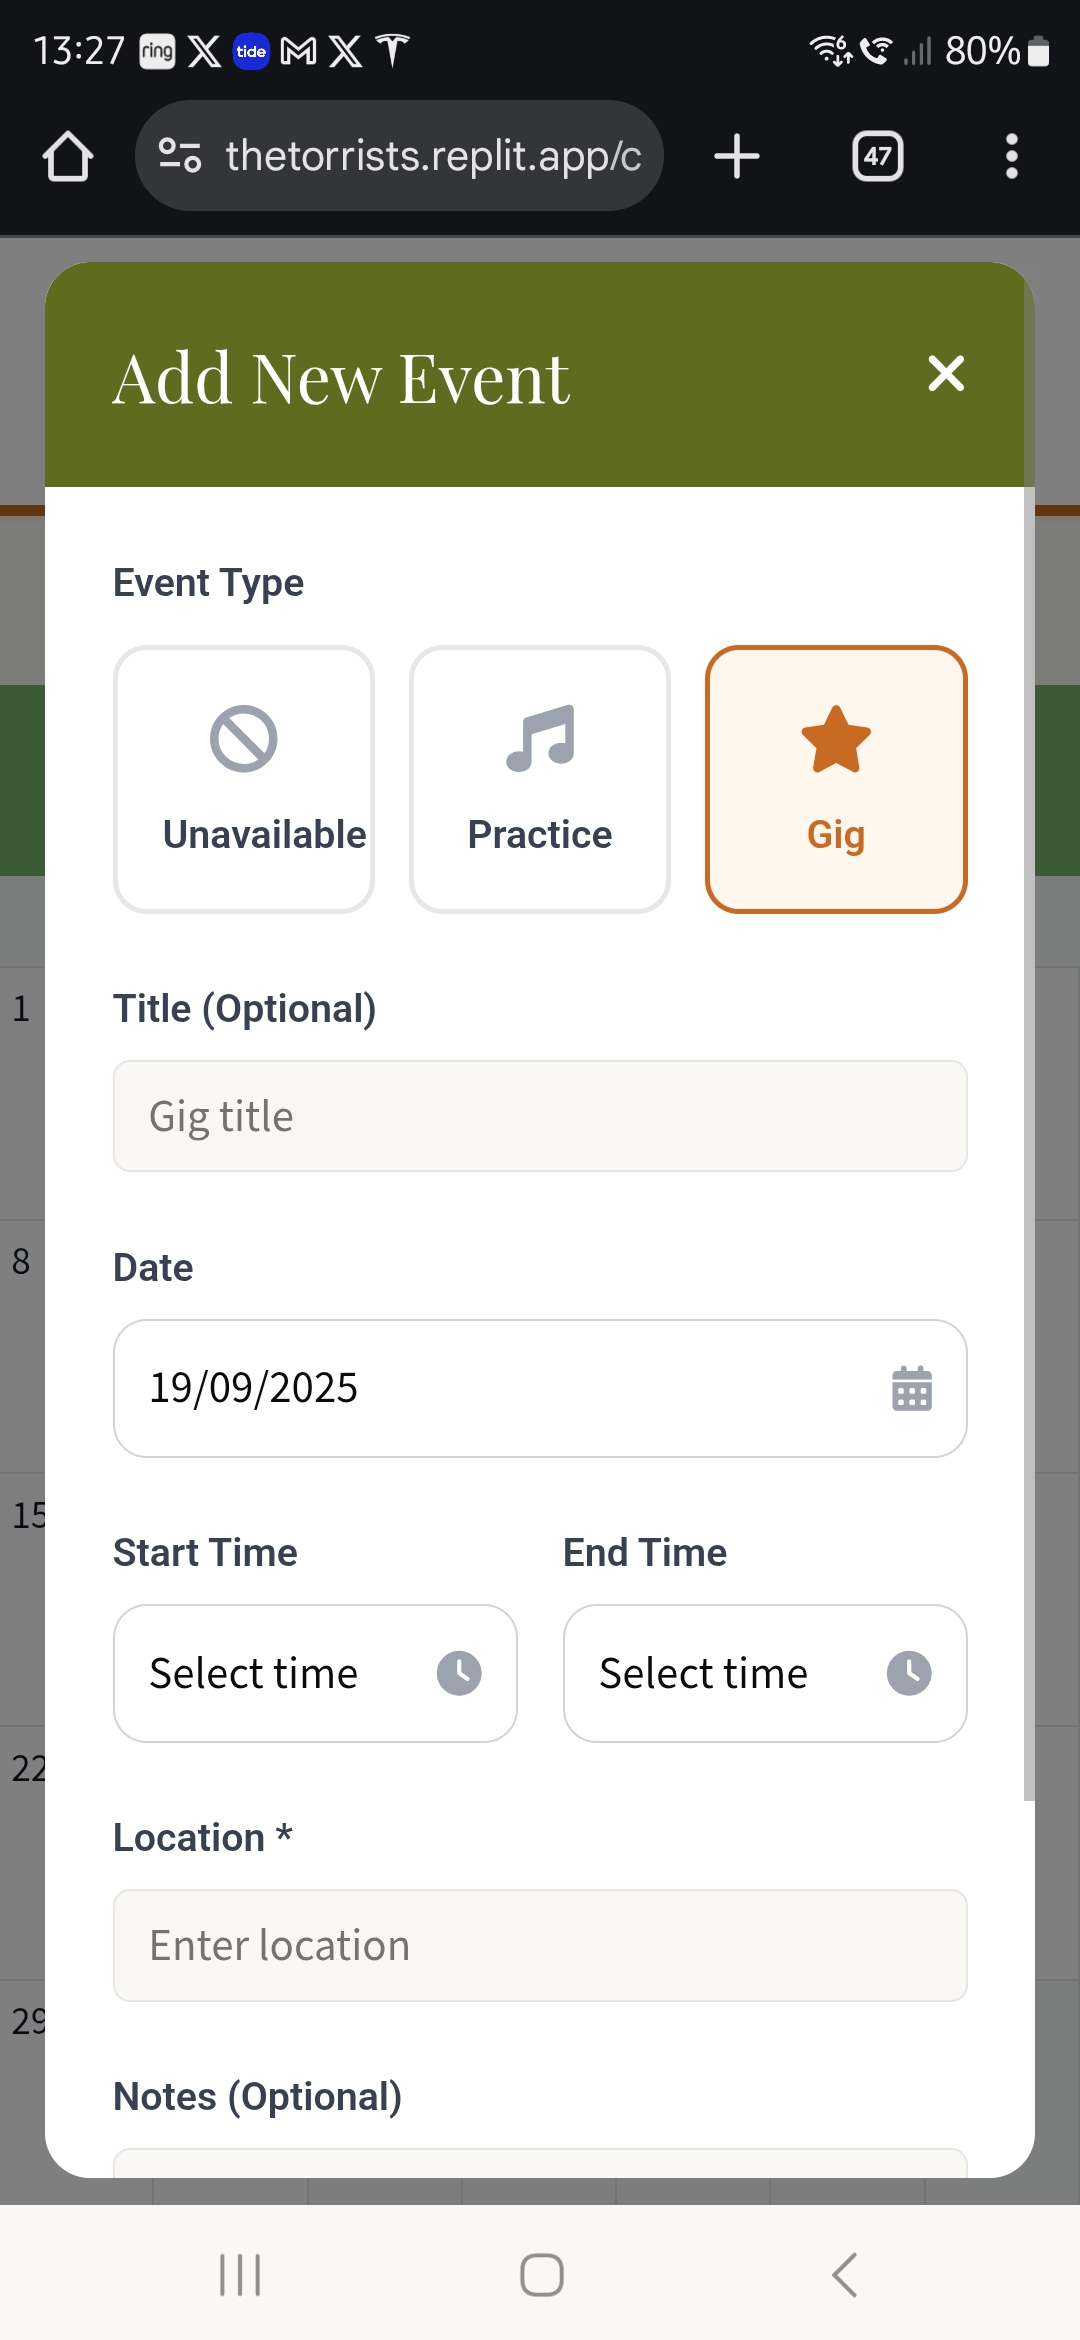 13:27 ring tide 6 80%
thetorrists.replit.app/c 47
Add New Event
Event Type
Unavailable Practice Gig
Title (Optional)
1
Gig title
Date
8
19/09/2025
15
Start Time End Time
Select time Select time
22
Location *
Enter location
29
Notes (Optional)